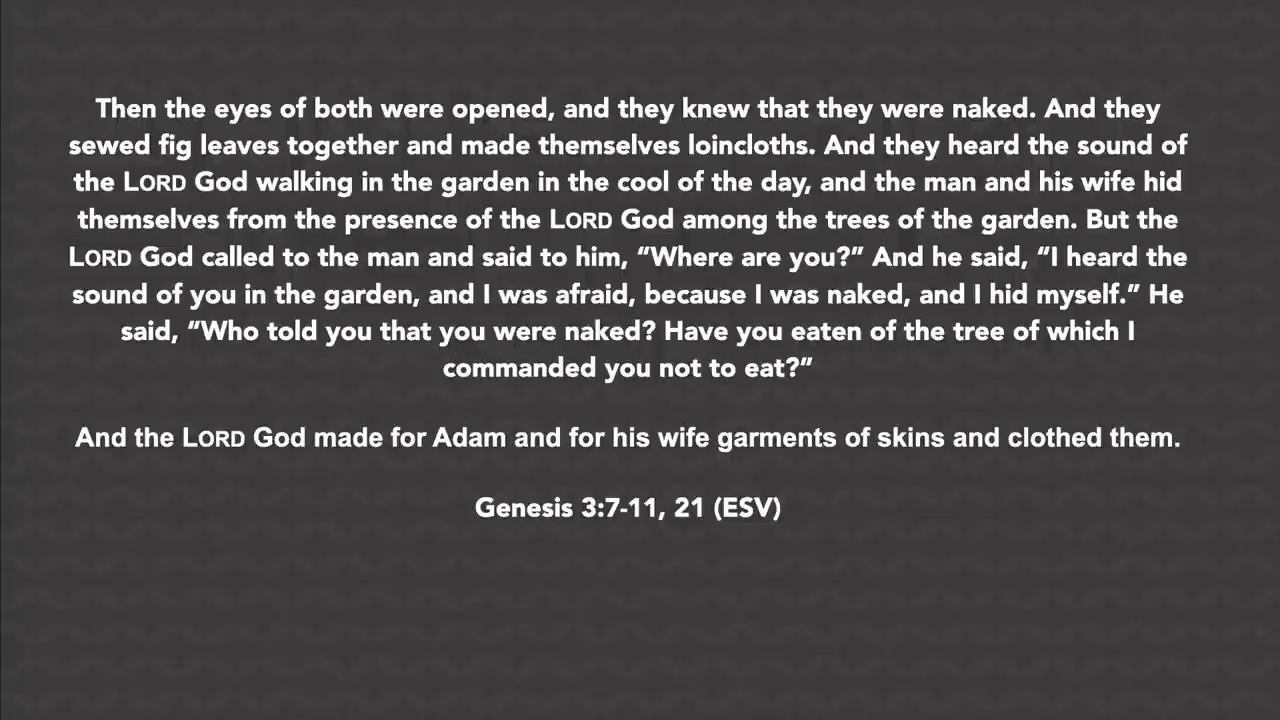 Then the eyes of both were opened, and they knew that they were naked. And they
sewed fig leaves together and made themselves loincloths. And they heard the sound of
the LORD God walking in the garden in the cool of the day, and the man and his wife hid
themselves from the presence of the LORD God among the trees of the garden. But the
LORD God called to the man and said to him, “Where are you?” And he said, “I heard the
sound of you in the garden, and I was afraid, because I was naked, and I hid myself.” He
said, “Who told you that you were naked? Have you eaten of the tree of which I
commanded you not to eat?”
And the LORD God made for Adam and for his wife garments of skins and clothed them.
Genesis 3:7-11, 21 (ESV)